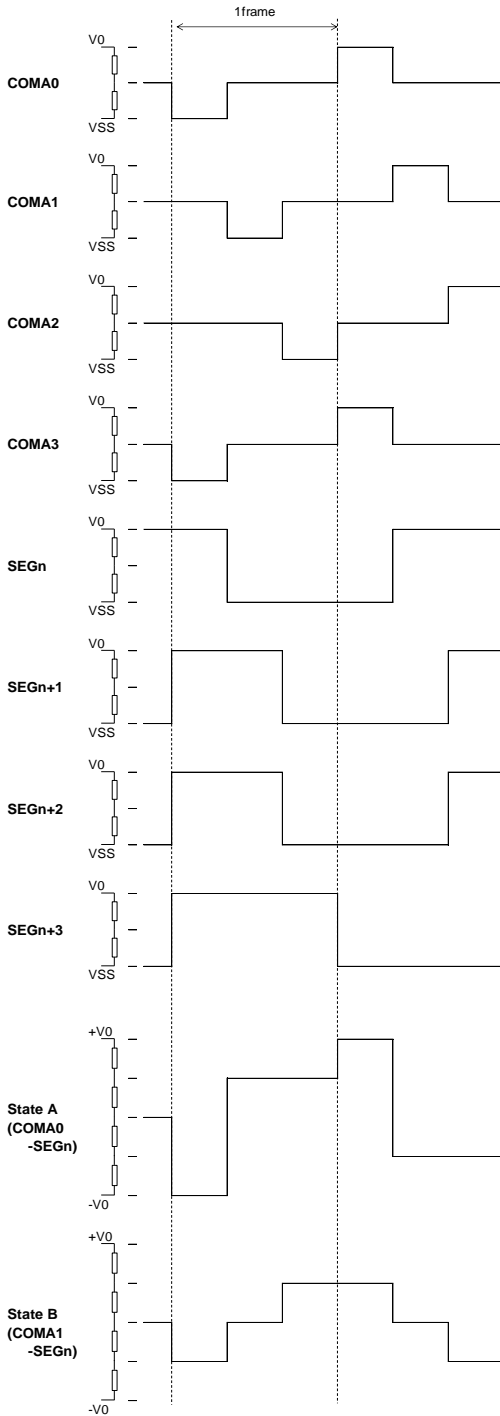 1frame
V0
COMA0
VSS
V0
COMA1
VSS
V0
COMA2
VSS
V0
COMA3
VSS
V0
SEGn
VSS
V0
SEGn+1
VSS
V0
SEGn+2
VSS
V0
SEGn+3
VSS
+V0
State A
(COMA0
-SEGn)
-V0
+V0
State B
(COMA1
-SEGn)
-V0